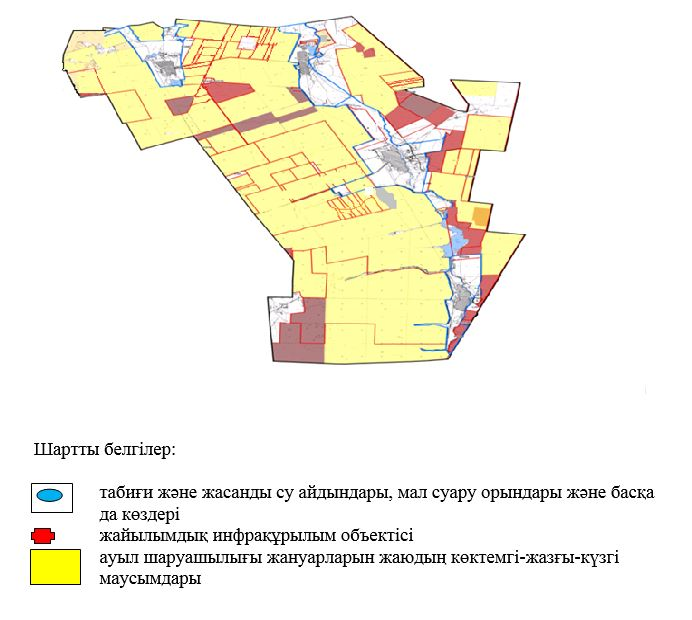 Шартты белгілер:
табиғи және жасанды су айдындары, мал суару орындары және басқа
да көздері
жайылымдық инфрақұрылым объектісі
ауыл шаруашылығы жануарларын жаюдың көктемгі-жазғы-күзгі
маусымдары